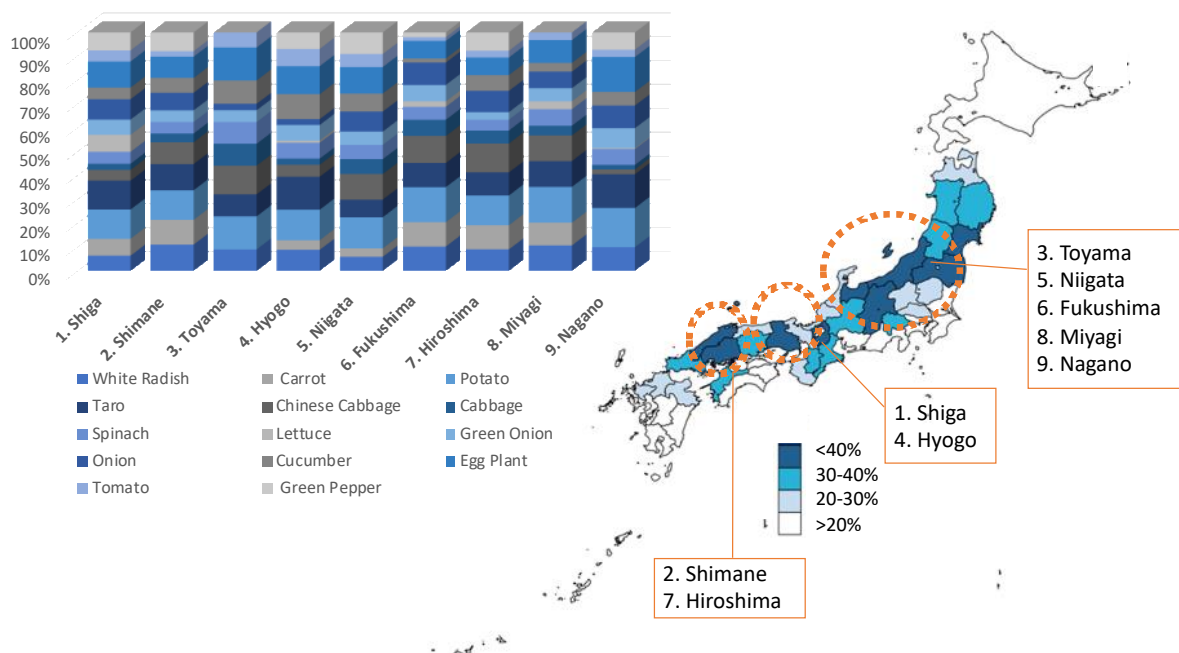 100%
90%
80%
70%
60%
50%
40%
30%
20%
10%
0%
1. Shiga
2. Shimane
3. Toyama
4. Hyogo
5. Niigata
6. Fukushima
7. Hiroshima
8. Miyagi
9. Nagano
White Radish
Carrot
Potato
Taro
Chinese Cabbage
Cabbage
Spinach
Lettuce
Green Onion
Onion
Cucumber
Egg Plant
Tomato
Green Pepper
3. Toyama
5. Niigata
6. Fukushima
8. Miyagi
9. Nagano
1. Shiga
4. Hyogo
<40%
30-40%
20-30%
>20%
2. Shimane
7. Hiroshima